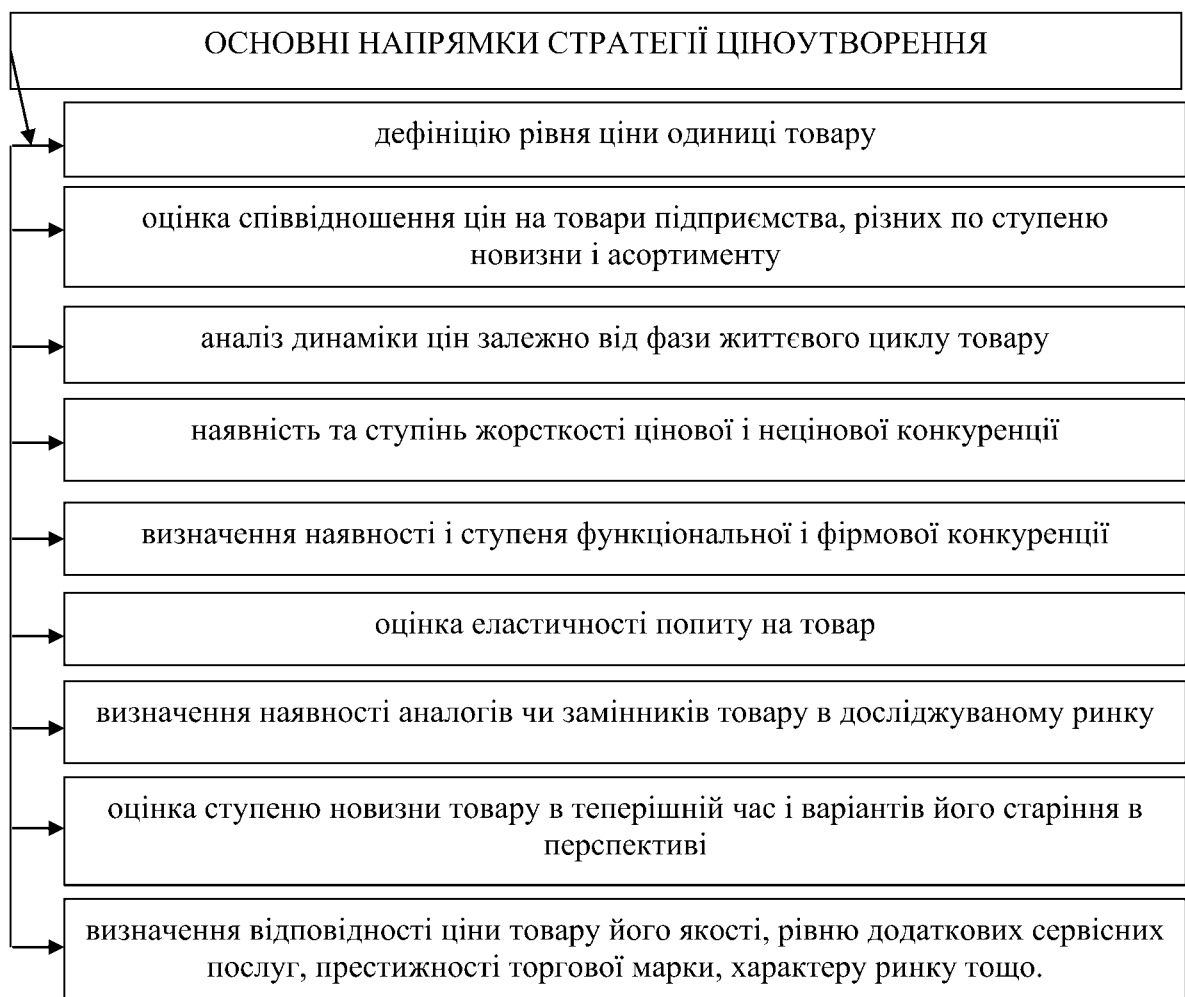 ОСНОВНІ НАПРЯМКИ СТРАТЕГІЇ ЦІНОУТВОРЕННЯ
дефініцію рівня ціни одиниці товару
оцінка співвідношення цін на товари підприємства, різних по ступеню
новизни і асортименту
аналіз динаміки цін залежно від фази життєвого циклу товару
наявність та ступінь жорсткості цінової і нецінової конкуренції
визначення наявності і ступеня функціональної і фірмової конкуренції
оцінка еластичності попиту на товар
визначення наявності аналогів чи замінників товару в досліджуваному ринку
оцінка ступеню новизни товару в теперішній час і варіантів його старіння в
перспективі
визначення відповідності ціни товару його якості, рівню додаткових сервісних
послуг, престижності торгової марки, характеру ринку тощо.